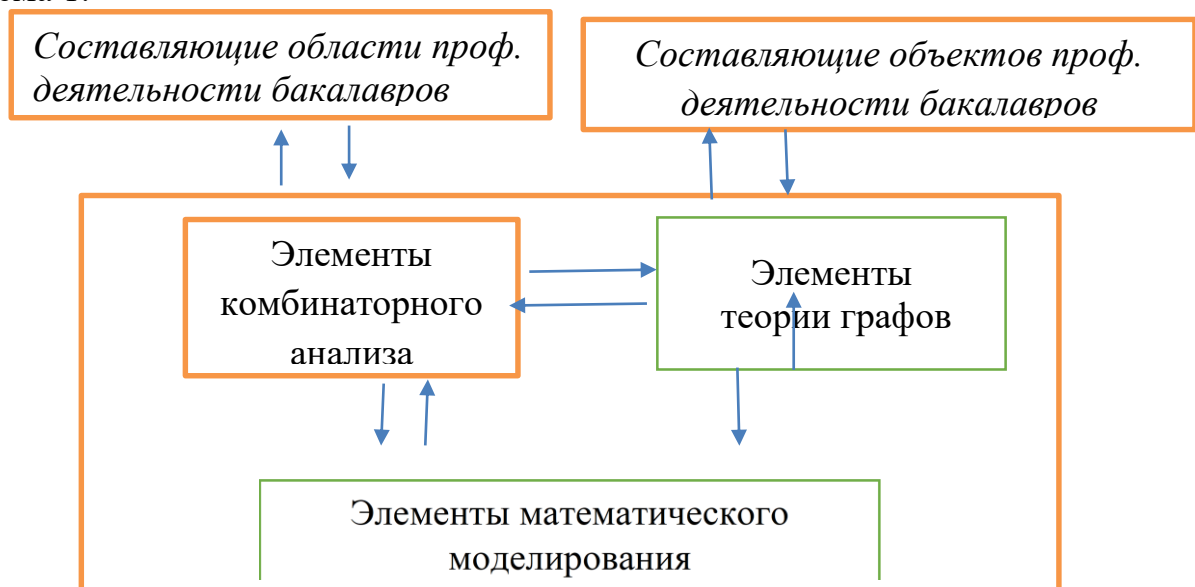 Составляющие области проф.
деятельности бакалавров
Составляющие объектов проф.
деятельности бакалавров
Элементы
комбинаторного
анализа
Элементы
теории графов
Элементы математического
моделирования